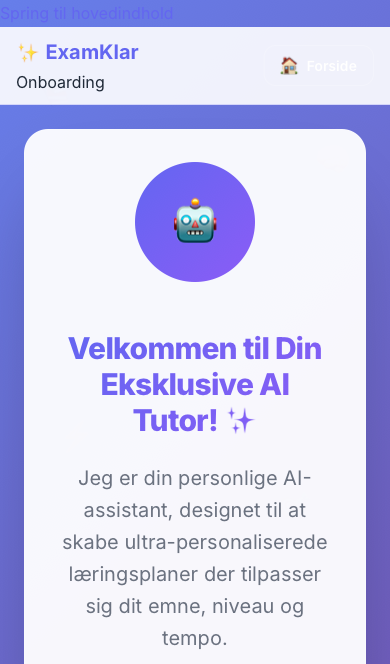 Spring til hovedindhold
✨ ExamKlar
Onboarding
🏠 Forside
Velkommen til Din
Eksklusive AI
Tutor! ✨
Jeg er din personlige AI-
assistant, designet til at
skabe ultra-personaliserede
læringsplaner der tilpasser
sig dit emne, niveau og
tempo.